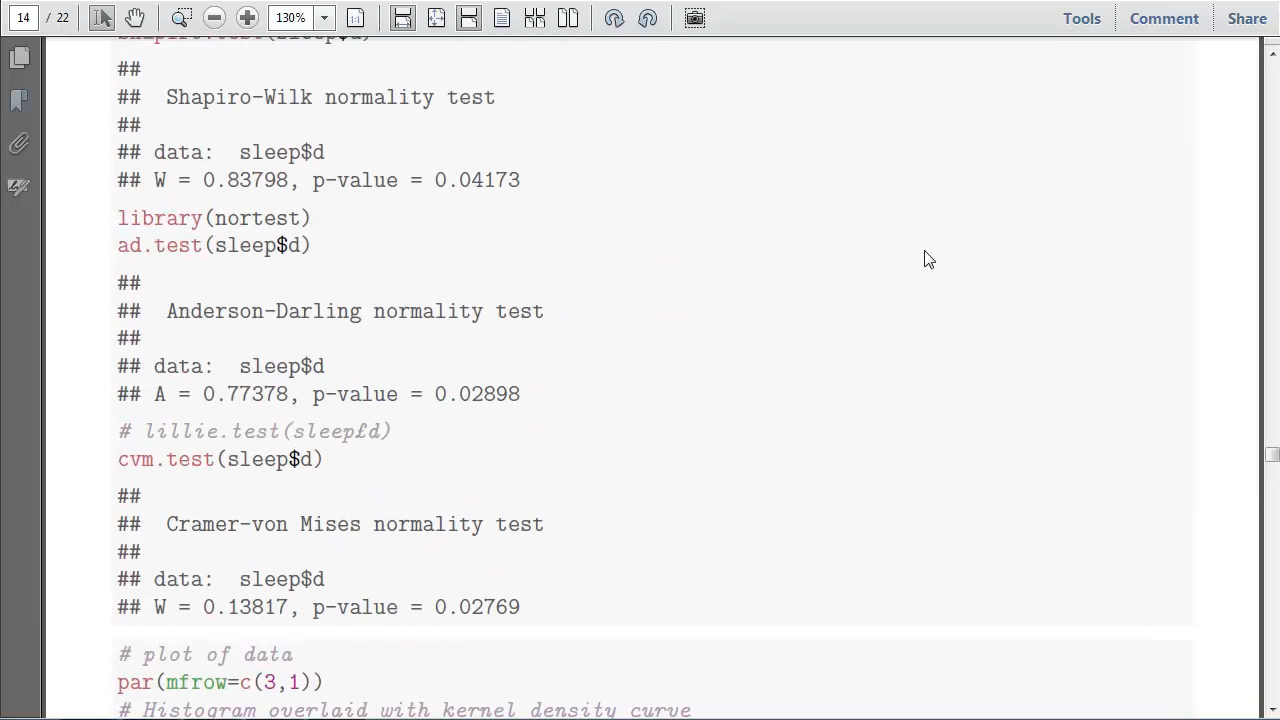 14 / 22 130% Tools Comment Share
shapiro.test(sleep$d)
##
## Shapiro-Wilk normality test
##
## data: sleep$d
## W = 0.83798, p-value = 0.04173
library(nortest)
ad.test(sleep$d)
##
## Anderson-Darling normality test
##
## data: sleep$d
## A = 0.77378, p-value = 0.02898
# lillie.test(sleep£d)
cvm.test(sleep$d)
##
## Cramer-von Mises normality test
##
## data: sleep$d
## W = 0.13817, p-value = 0.02769
# plot of data
par(mfrow=c(3,1))
# Histogram overlaid with kernel density curve